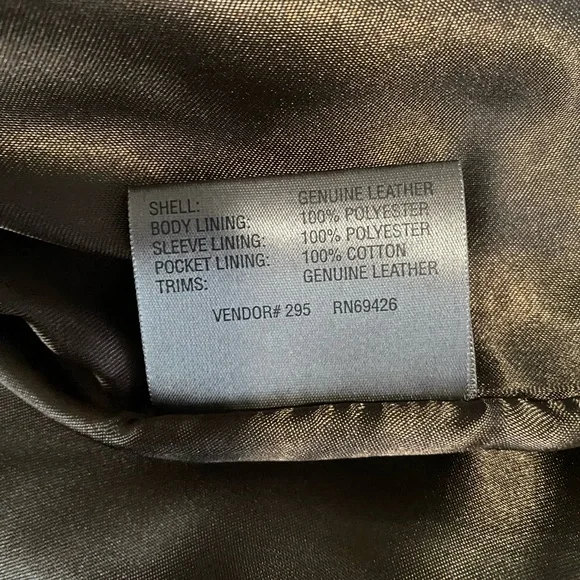 SHELL: GENUINE LEATHER
BODY LINING: 100% POLYESTER
SLEEVE LINING: 100% POLYESTER
POCKET LINING: 100% COTTON
TRIMS: GENUINE LEATHER
VENDOR# 295 RN69426